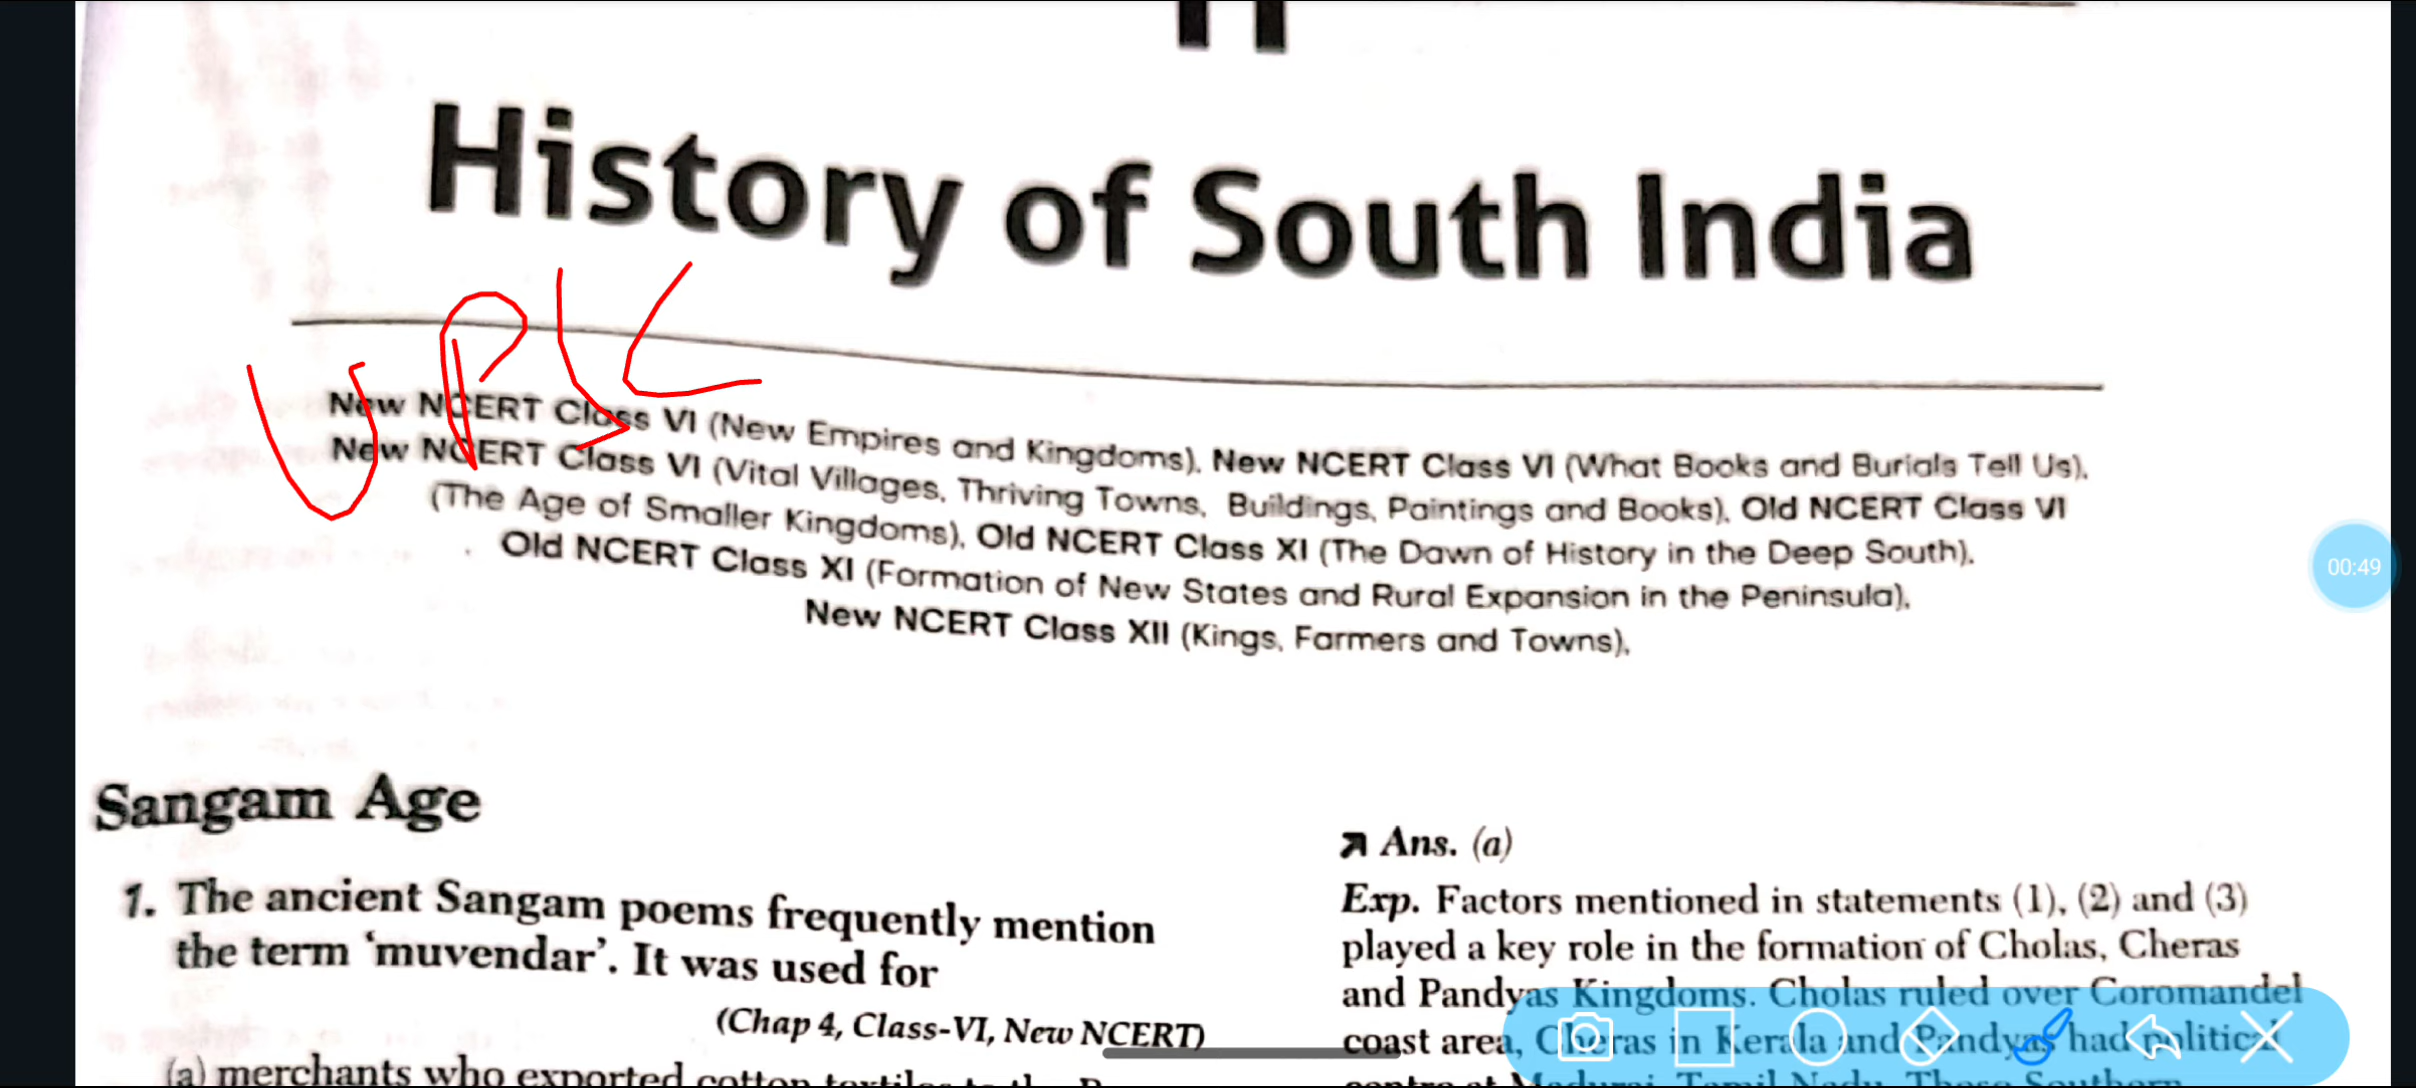 History of South India
UPSC
New NCERT Class VI (New Empires and Kingdoms), New NCERT Class VI (What Books and Burials Tell Us),
New NCERT Class VI (Vital Villages, Thriving Towns, Buildings, Paintings and Books), Old NCERT Class VI
(The Age of Smaller Kingdoms), Old NCERT Class XI (The Dawn of History in the Deep South),
Old NCERT Class XI (Formation of New States and Rural Expansion in the Peninsula),
New NCERT Class XII (Kings, Farmers and Towns),
Sangam Age
1. The ancient Sangam poems frequently mention
the term ‘muvendar’. It was used for
(Chap 4, Class-VI, New NCERT)
(a) merchants who exported cotton
Ans. (a)
Exp. Factors mentioned in statements (1), (2) and (3)
played a key role in the formation of Cholas, Cheras
and Pandyas Kingdoms. Cholas ruled over Coromandel
coast area, Cheras in Kerala and Pandyas had political
00:49